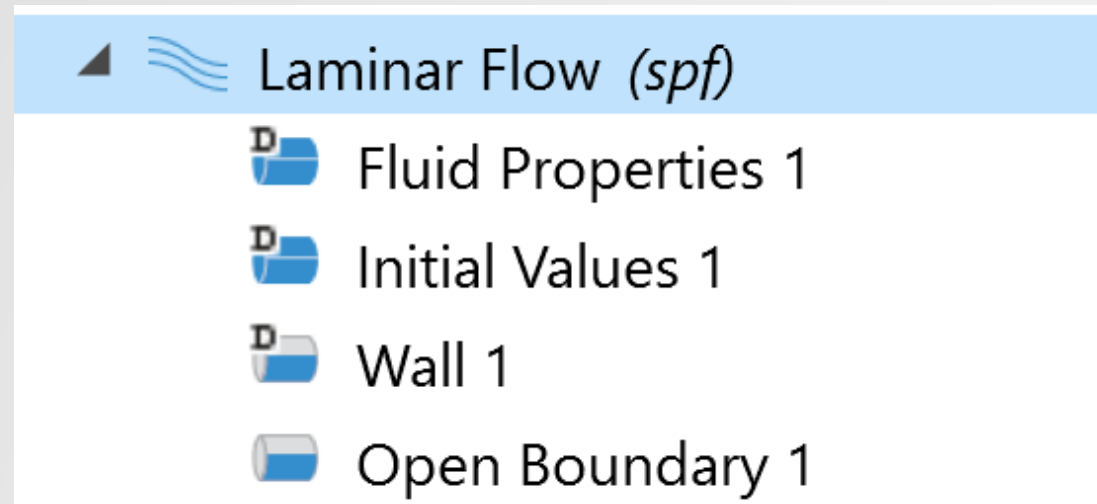 Laminar Flow (spf)
D
Fluid Properties 1
D
Initial Values 1
D
Wall 1
Open Boundary 1